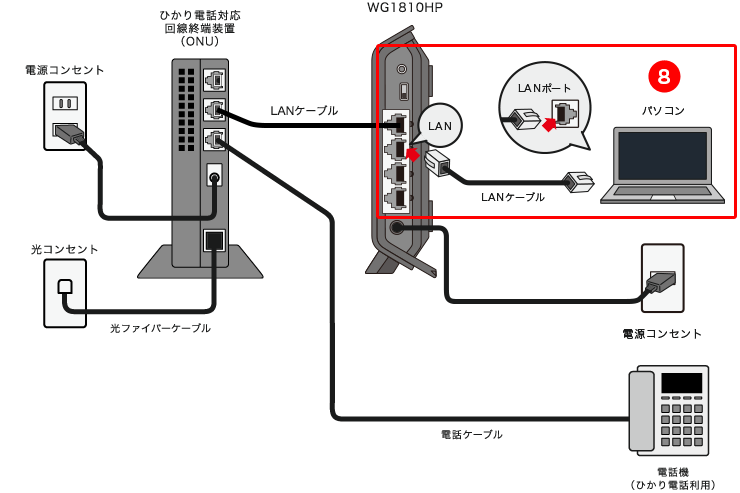 ひかり電話対応
回線終端装置
（ONU）
WG1810HP
電源コンセント
LANケーブル
LAN
LANポート
8
パソコン
LANケーブル
光コンセント
光ファイバーケーブル
電源コンセント
電話ケーブル
電話機
（ひかり電話利用）